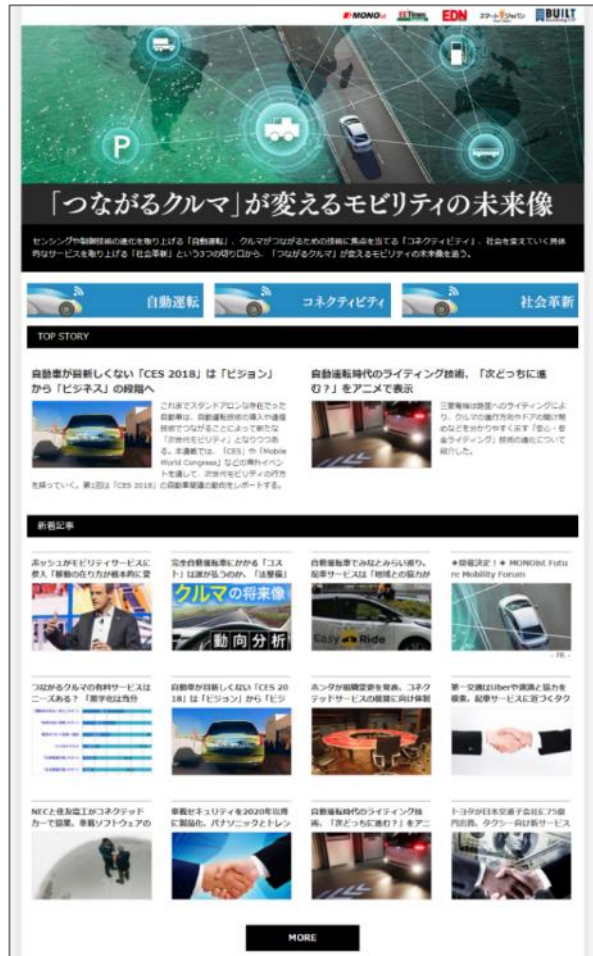 MONOist EE Times EDN スマートジャパン BUILT
P
「つながるクルマ」が変えるモビリティの未来像
センシングや制御技術の進化を取り上げる「自動運転」、クルマがつながるための技術に焦点を当てる「コネクティビティ」、社会を変えていく具体
的なサービスを取り上げる「社会革新」という3つの切り口から、「つながるクルマ」が変えるモビリティの未来像を追う。
自動運転 コネクティビティ 社会革新
TOP STORY
自動車が目新しくない「CES 2018」は「ビジョン」
から「ビジネス」の段階へ
これまでスタンドアロンな存在だった
自動車は、自動運転技術の導入や通信
技術でつながることによって新たな
「次世代モビリティ」となりつつあ
る。本連載では、「CES」や「Mobile
World Congress」などの海外イベン
トを通して、次世代モビリティの行方
を探っていく。第1回は「CES 2018」の自動車関連の動向をレポートする。
自動運転時代のライティング技術、「次どっちに進
む?」をアニメで表示
三菱電機は路面へのライティングによ
り、クルマの進行方向やドアの開け閉
めなどを分かりやすく示す「安心・安
全ライティング」技術の進化について
紹介した。
新着記事
ボッシュがモビリティサービスに
参入「移動の在り方が根本的に変
完全自動運転車にかかる「コス
ト」は誰が払うのか、「法整備」
クルマの将来像
動向分析
自動運転車でみなとみらい巡り、
配車サービスは「地域との協力が
Easy Ride
◆開催決定!◆ MONOist Futu
re Mobility Forum
- PR -
つながるクルマの有料サービスは
ニーズある? 「黒字化は当分
自動車が目新しくない「CES 20
18」は「ビジョン」から「ビジ
ホンダが組織変更を発表、コネク
テッドサービスの展開に向け体制
第一交通はUberや滴滴と協力を
模索、配車サービスに近づくタク
NECと住友電工がコネクテッド
カーで協業、車載ソフトウェアの
車載セキュリティを2020年以降
に製品化、パナソニックとトレン
自動運転時代のライティング技
術、「次どっちに進む?」をアニ
トヨタが日本交通子会社に75億
円出資、タクシー向け新サービス
MORE